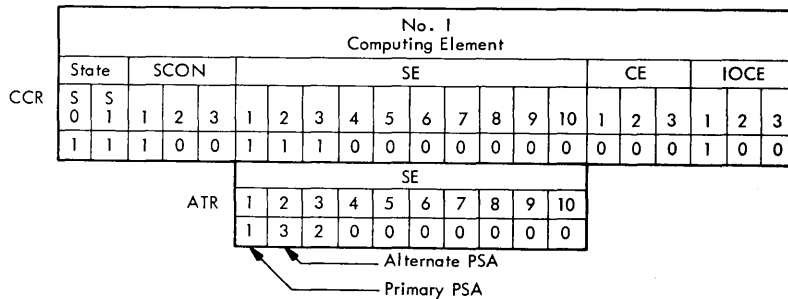 No. 1
Computing Element
State SCON SE CE IOCE
CCR
S0 S1 1 2 3 1 2 3 4 5 6 7 8 9 10 1 2 3 1 2 3
1 1 1 0 0 1 1 1 0 0 0 0 0 0 0 0 0 0 1 0 0
SE
ATR 1 2 3 4 5 6 7 8 9 10
1 3 2 0 0 0 0 0 0 0
Alternate PSA
Primary PSA